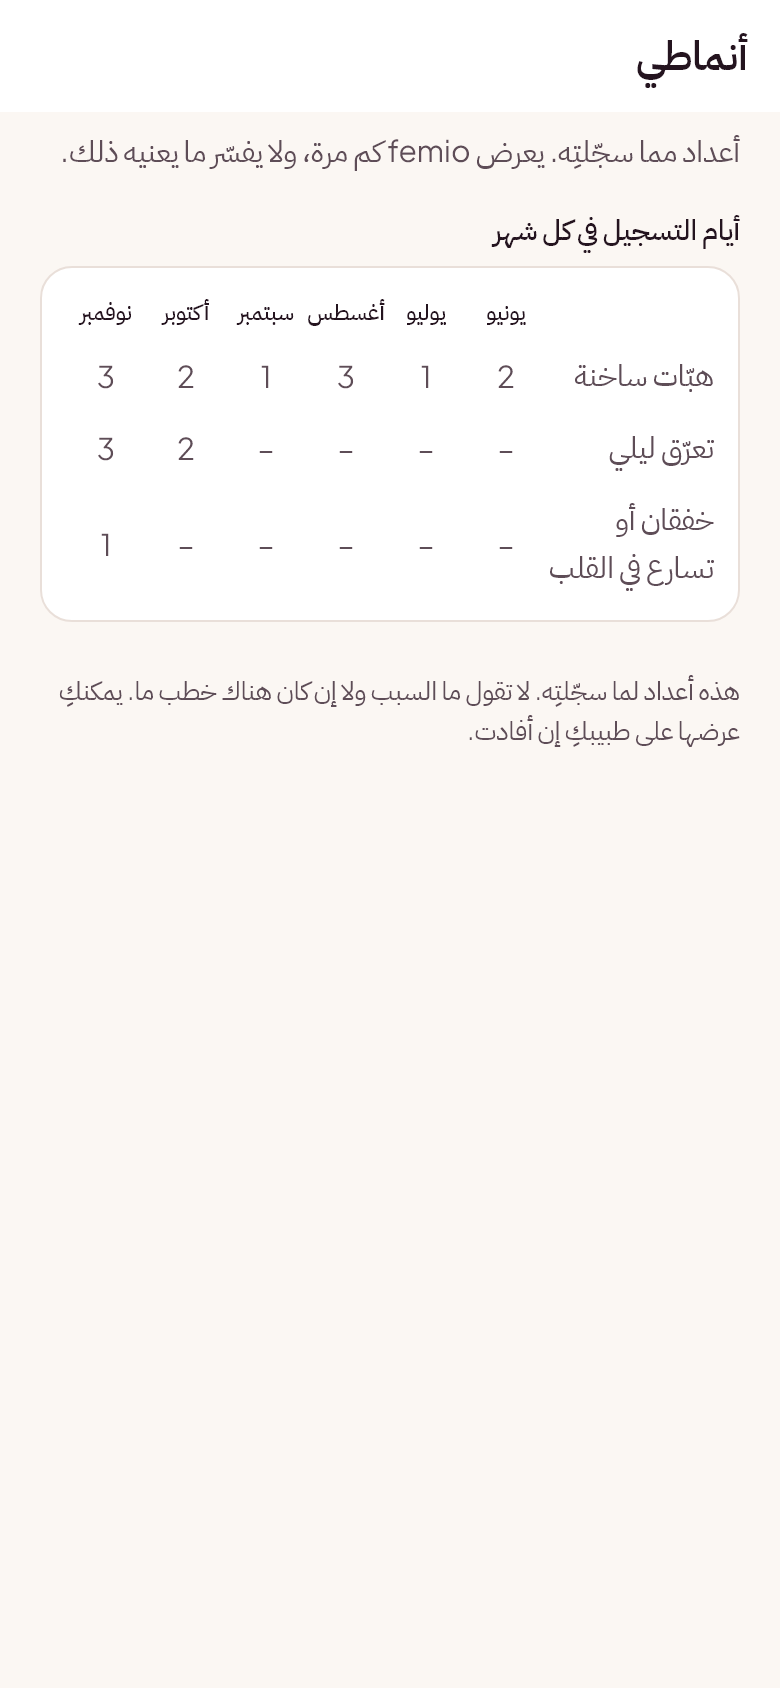 أنماطي
أعداد مما سجّلتِه. يعرض femio كم مرة، ولا يفسّر ما يعنيه ذلك.
أيام التسجيل في كل شهر
يونيو يوليو أغسطس سبتمبر أكتوبر نوفمبر
هبّات ساخنة 2 1 3 1 2 3
تعرّق ليلي – – – – 2 3
خفقان أو
تسارع في القلب – – – – – 1
هذه أعداد لما سجّلتِه. لا تقول ما السبب ولا إن كان هناك خطب ما. يمكنكِ
عرضها على طبيبكِ إن أفادت.